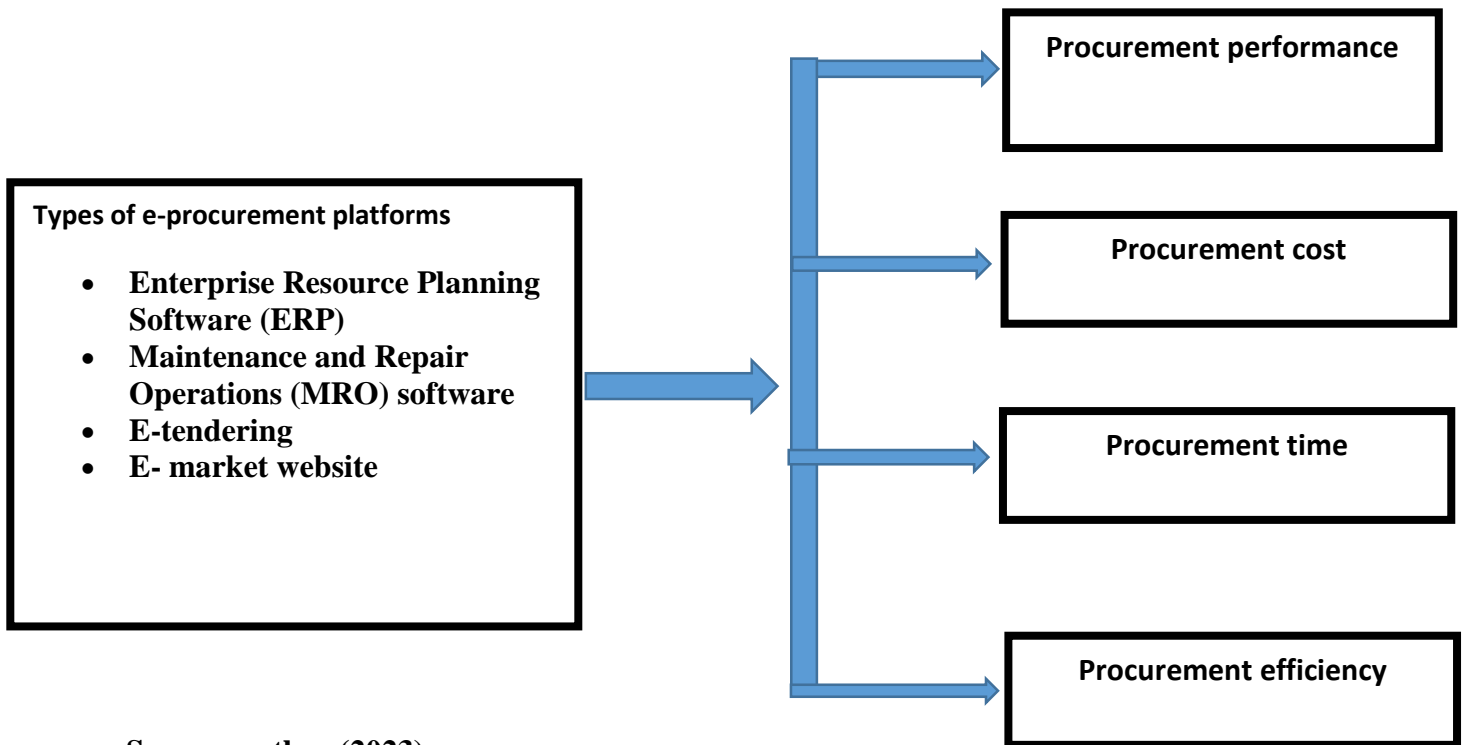 Procurement performance
Types of e-procurement platforms
• Enterprise Resource Planning
Software (ERP)
• Maintenance and Repair
Operations (MRO) software
• E-tendering
• E- market website
Procurement cost
Procurement time
Procurement efficiency
(2023)